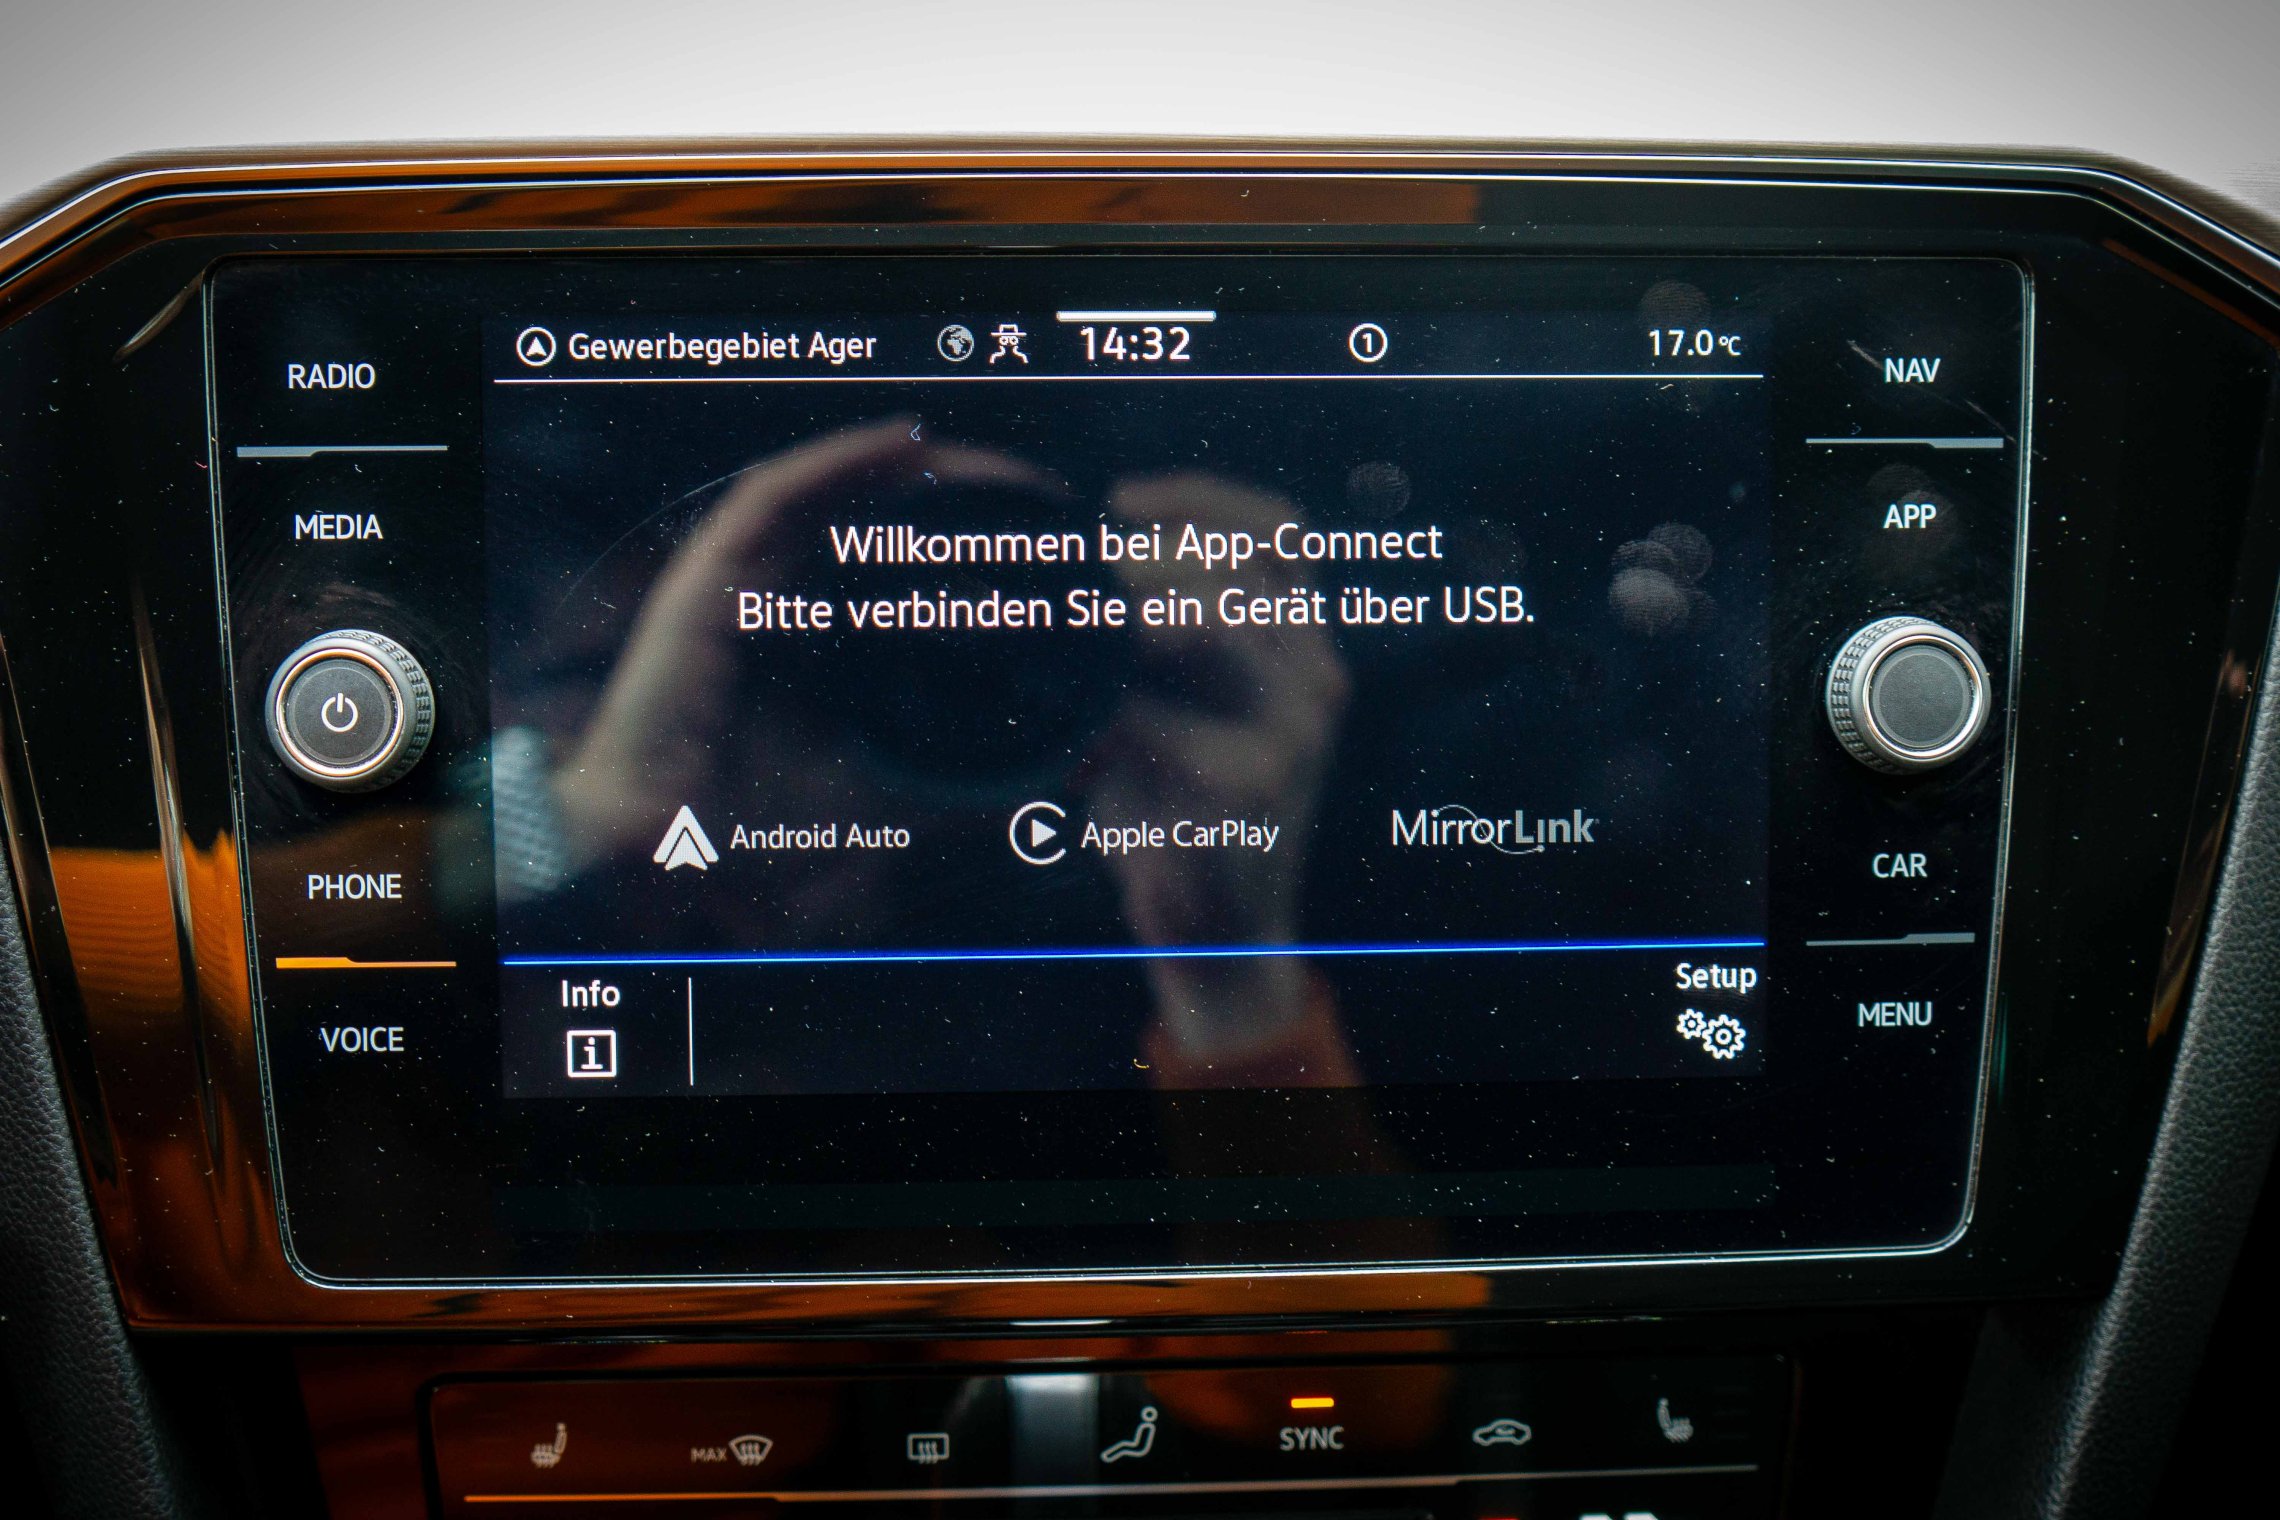 Gewerbegebiet Ager 14:32 1 17.0°C
RADIO
NAV
MEDIA
APP
Willkommen bei App-Connect
Bitte verbinden Sie ein Gerät über USB.
Android Auto
Apple CarPlay
MirrorLink
PHONE
CAR
Info
Setup
VOICE
MENU
MAX
SYNC